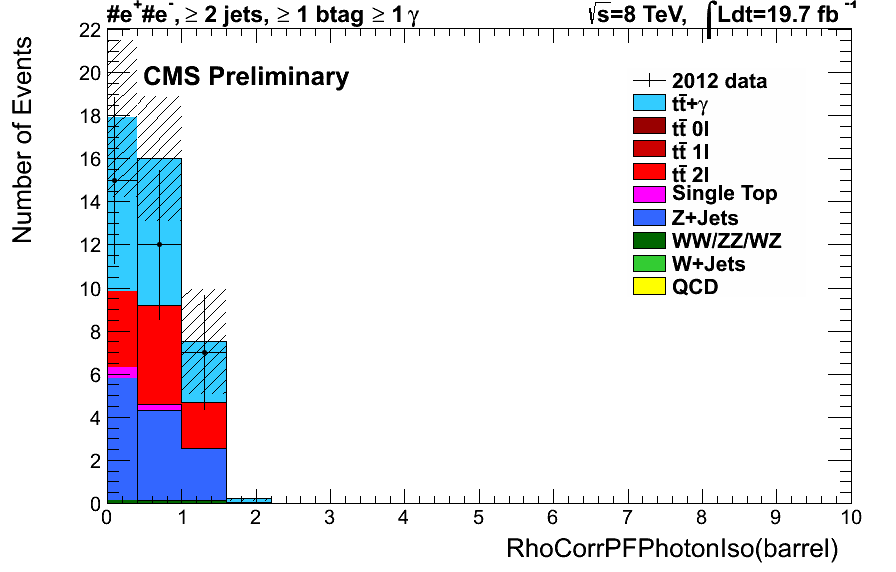 #e⁺#e⁻, ≥ 2 jets, ≥ 1 btag ≥ 1 γ
√s=8 TeV, ∫Ldt=19.7 fb⁻¹
CMS Preliminary
2012 data
tt̄+γ
tt̄ 0l
tt̄ 1l
tt̄ 2l
Single Top
Z+Jets
WW/ZZ/WZ
W+Jets
QCD
Number of Events
22
20
18
16
14
12
10
8
6
4
2
0
0 1 2 3 4 5 6 7 8 9 10
RhoCorrPFPhotonIso(barrel)